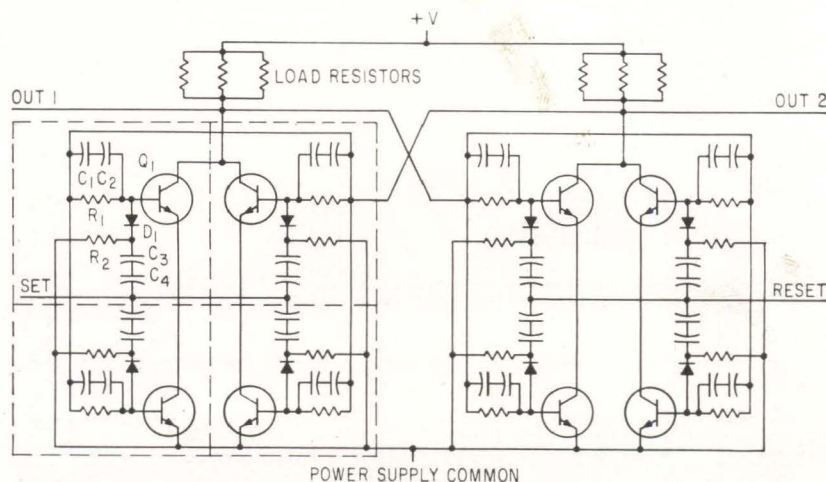 +V
LOAD RESISTORS
OUT 1
OUT 2
Q1
C1 C2
R1
D1
R2
C3
C4
SET
RESET
POWER SUPPLY COMMON